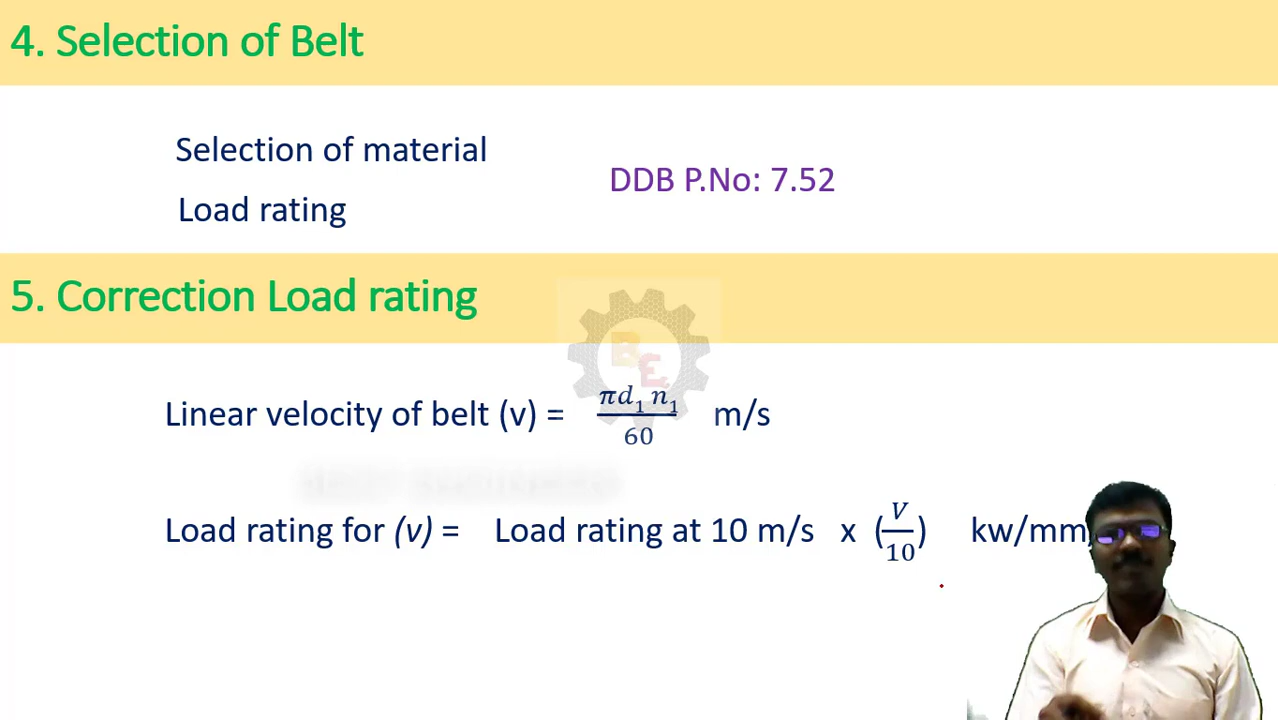 4. Selection of Belt
Selection of material
DDB P.No: 7.52
Load rating
5. Correction Load rating
BE
Linear velocity of belt (v) = πd₁ n₁ / 60 m/s
Load rating for (v) = Load rating at 10 m/s x (V/10) kw/mm